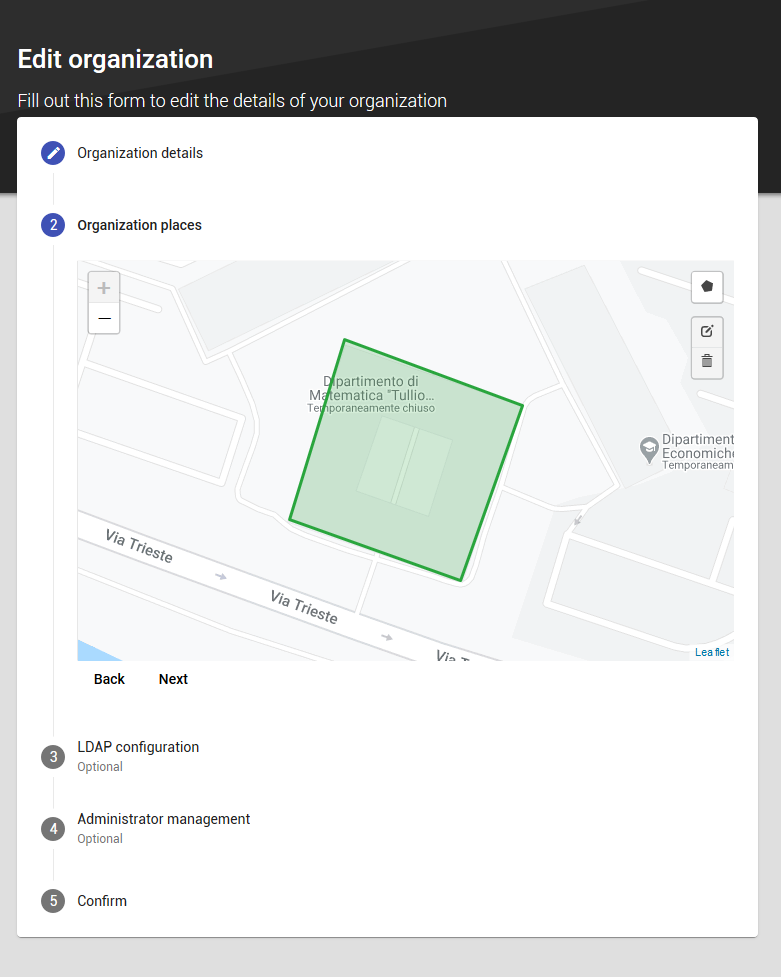 Edit organization
Fill out this form to edit the details of your organization
Organization details
2
Organization places
+
−
Dipartimento di
Matematica "Tullio...
Temporaneamente chiuso
Dipartiment
Economiche
Temporaneam
Via Trieste
Via Trieste
Via T
Leaflet
Back
Next
3
LDAP configuration
Optional
4
Administrator management
Optional
5
Confirm